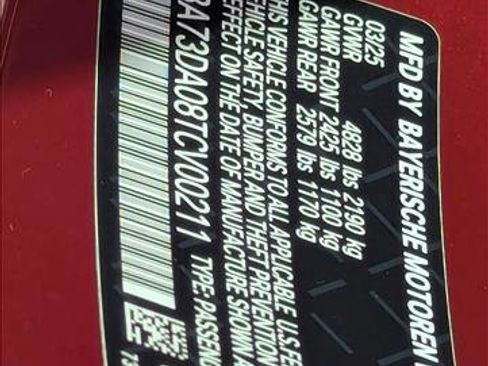 MFD BY BAYERISCHE MOTOREN
03/25
GVWR 4828 lbs 2190 kg
GAWR FRONT 2425 lbs 1100 kg
GAWR REAR 2579 lbs 1170 kg
THIS VEHICLE CONFORMS TO ALL APPLICABLE U.S. FE
VEHICLE SAFETY, BUMPER AND THEFT PREVENTION
EFFECT ON THE DATE OF MANUFACTURE SHOWN A
BA73DA08TCV00211 TYPE: PASSENG